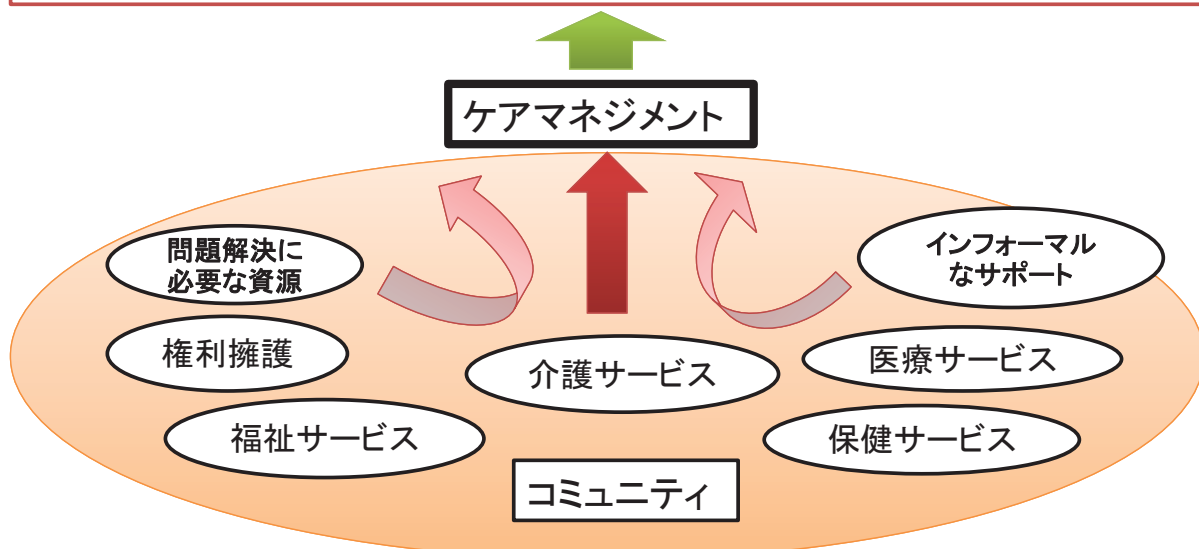 ケアマネジメント
問題解決に
必要な資源
インフォーマル
なサポート
権利擁護
介護サービス
医療サービス
福祉サービス
保健サービス
コミュニティ